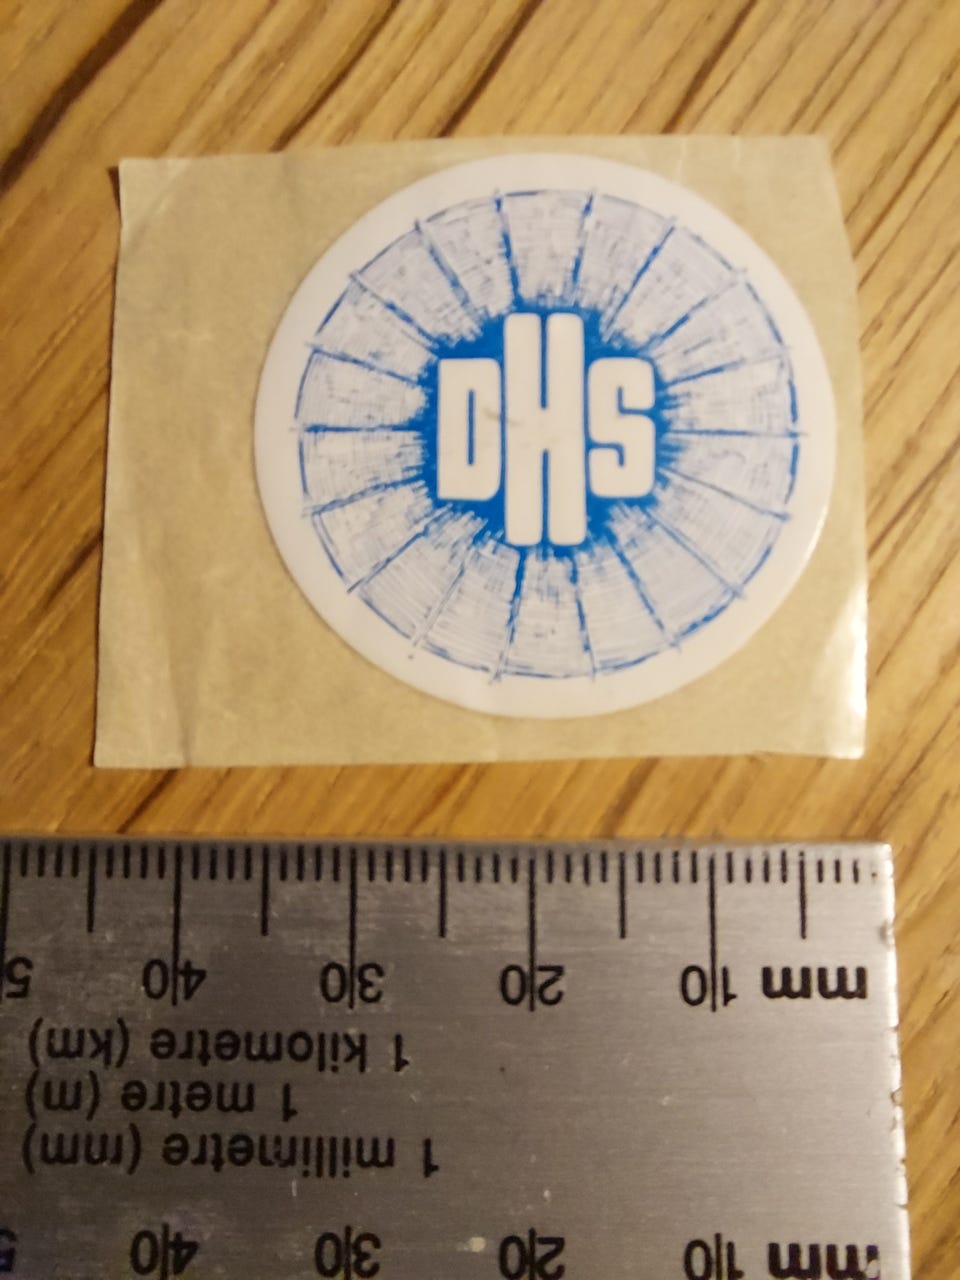 DHS
mm 10 20 30 40 5
1 millimetre (mm)
1 metre (m)
1 kilometre (km)
mm 10 20 30 40 5